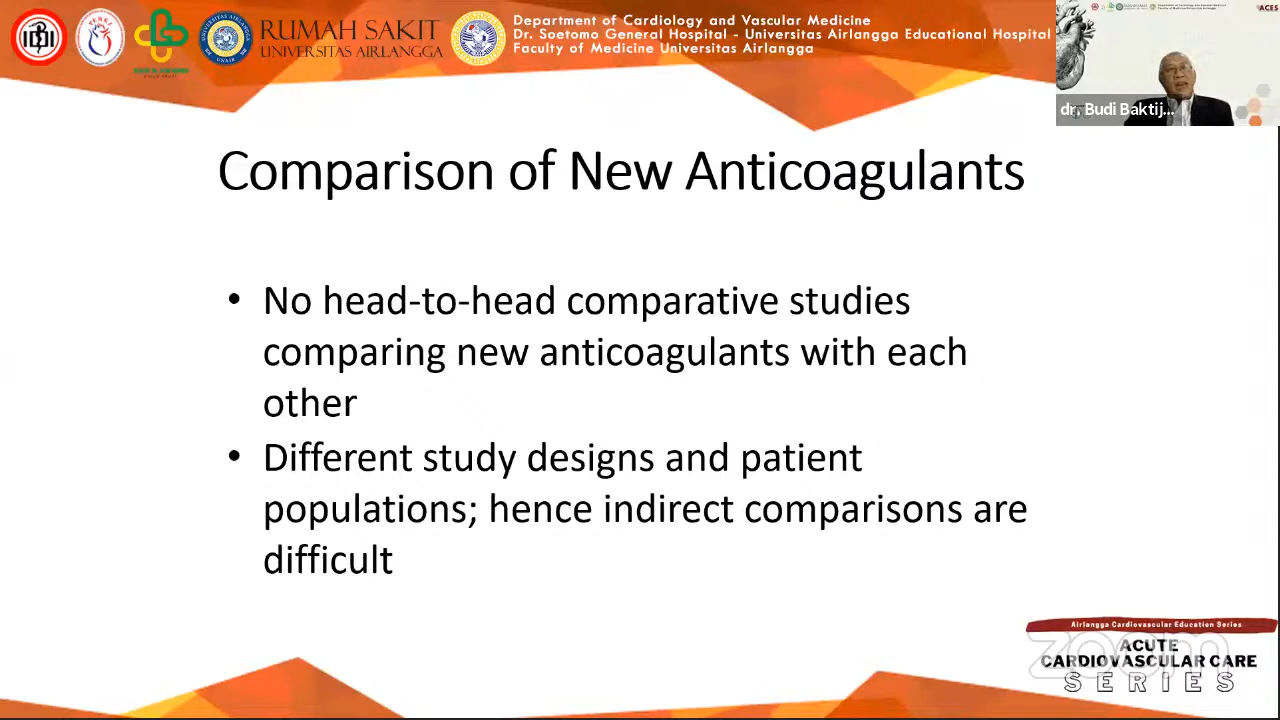 RUMAH SAKIT
UNIVERSITAS AIRLANGGA
Department of Cardiology and Vascular Medicine
Dr. Soetomo General Hospital - Universitas Airlangga Educational Hospital
Faculty of Medicine Universitas Airlangga
ACES
dr. Budi Baktij...
Comparison of New Anticoagulants
• No head-to-head comparative studies
comparing new anticoagulants with each
other
• Different study designs and patient
populations; hence indirect comparisons are
difficult
Airlangga Cardiovascular Education Series
zoom
ACUTE
CARDIOVASCULAR CARE
SERIES